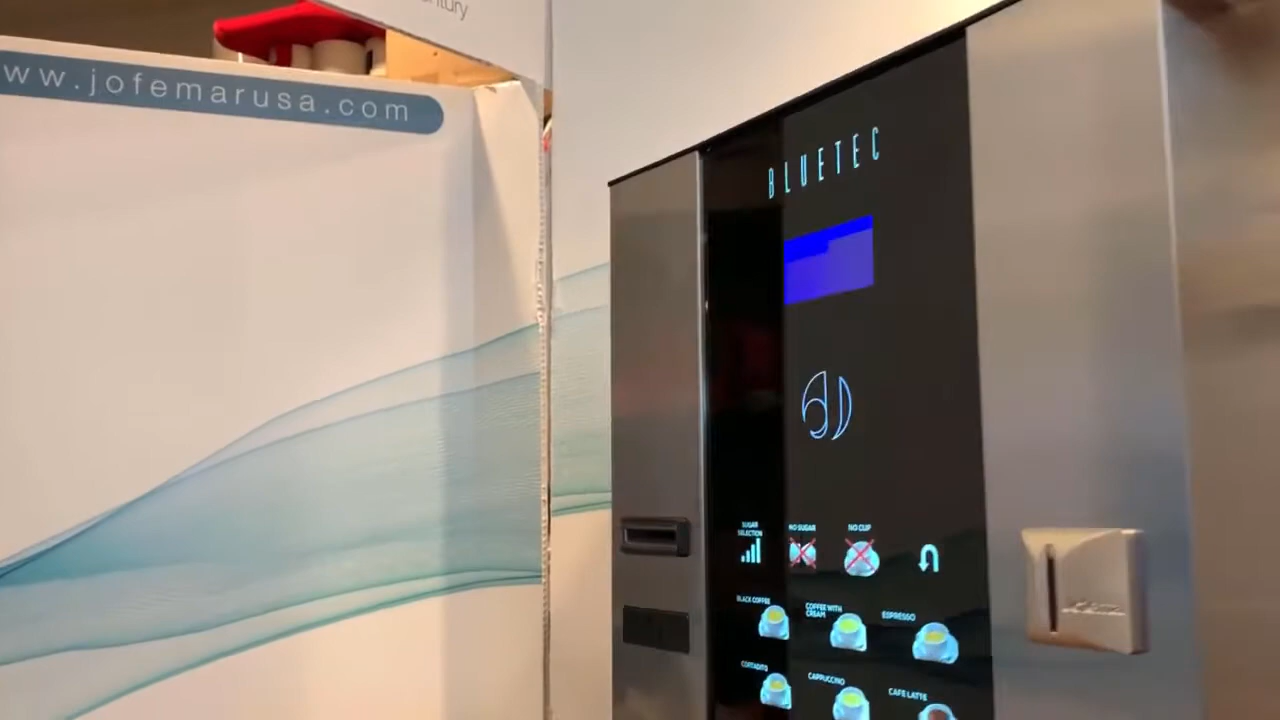 ntury
ww.jofemarusa.com
BLUETEC
SUGAR
SELECTION
NO SUGAR
NO CUP
BLACK COFFEE
COFFEE WITH
CREAM
ESPRESSO
CORTADITO
CAPPUCCINO
CAFE LATTE